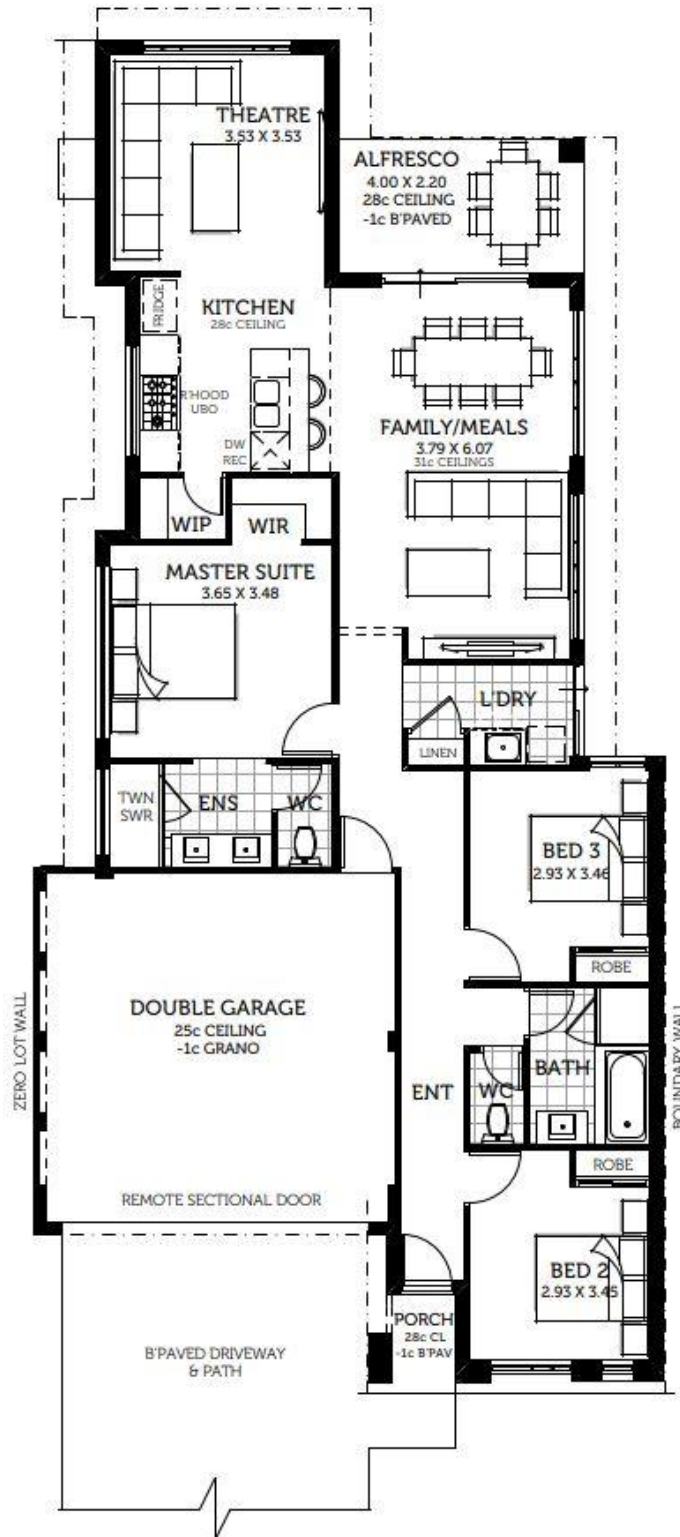 THEATRE
3.53 X 3.53
ALFRESCO
4.00 X 2.20
28c CEILING
-1c B'PAVED
FRIDGE
KITCHEN
28c CEILING
R'HOOD
UBO
DW
REC
FAMILY/MEALS
3.79 X 6.07
31c CEILINGS
WIP
WIR
MASTER SUITE
3.65 X 3.48
L'DRY
LINEN
TWN
SWR
ENS
WC
BED 3
2.93 X 3.46
ROBE
DOUBLE GARAGE
25c CEILING
-1c GRANO
ZERO LOT WALL
BOUNDARY WALL
BATH
WC
ENT
ROBE
REMOTE SECTIONAL DOOR
BED 2
2.93 X 3.45
PORCH
28c CL
-1c B'PAV
B'PAVED DRIVEWAY
& PATH